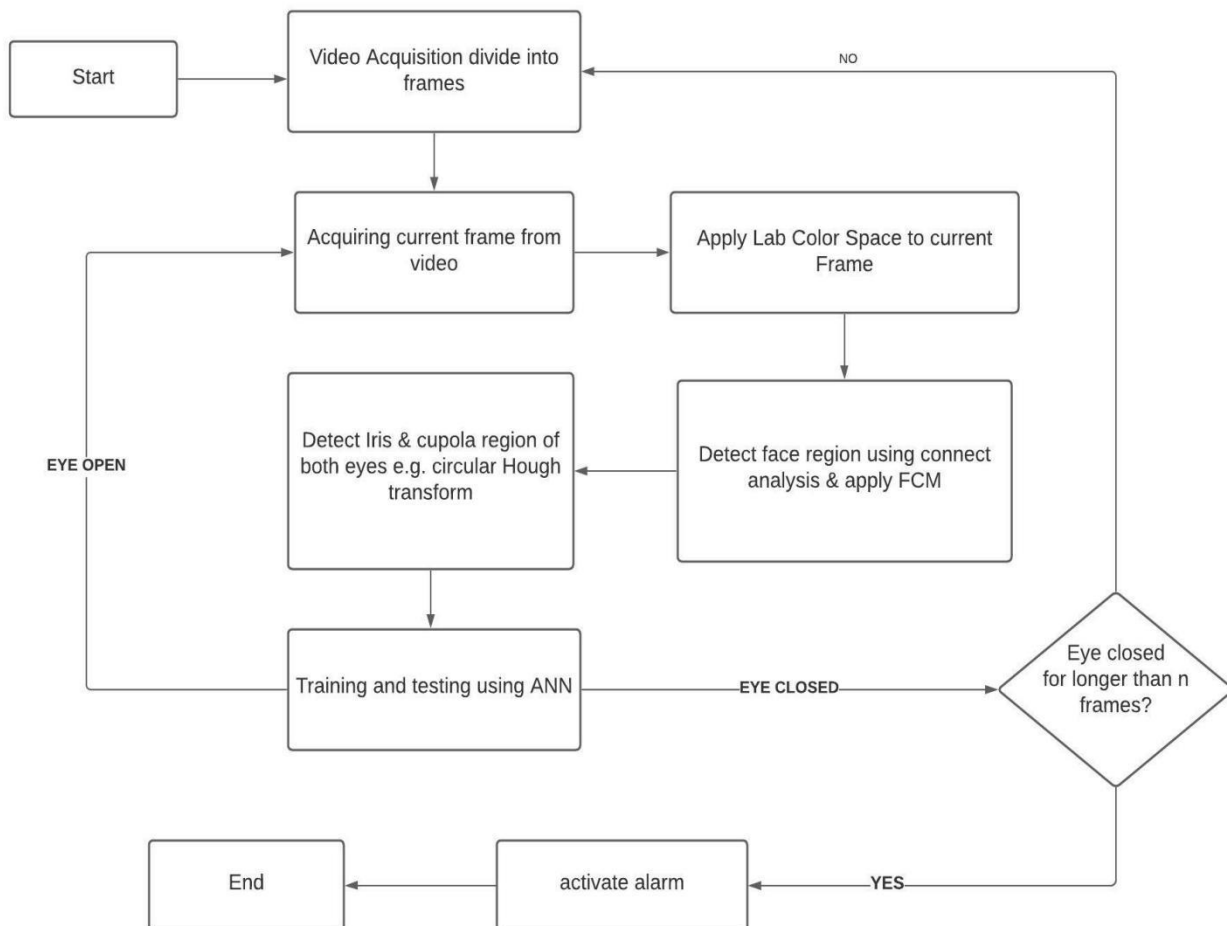 Start
Video Acquisition divide into
frames
NO
Acquiring current frame from
video
Apply Lab Color Space to current
Frame
Detect Iris & cupola region of
both eyes e.g. circular Hough
transform
Detect face region using connect
analysis & apply FCM
EYE OPEN
Training and testing using ANN
EYE CLOSED
Eye closed
for longer than n
frames?
End
activate alarm
YES